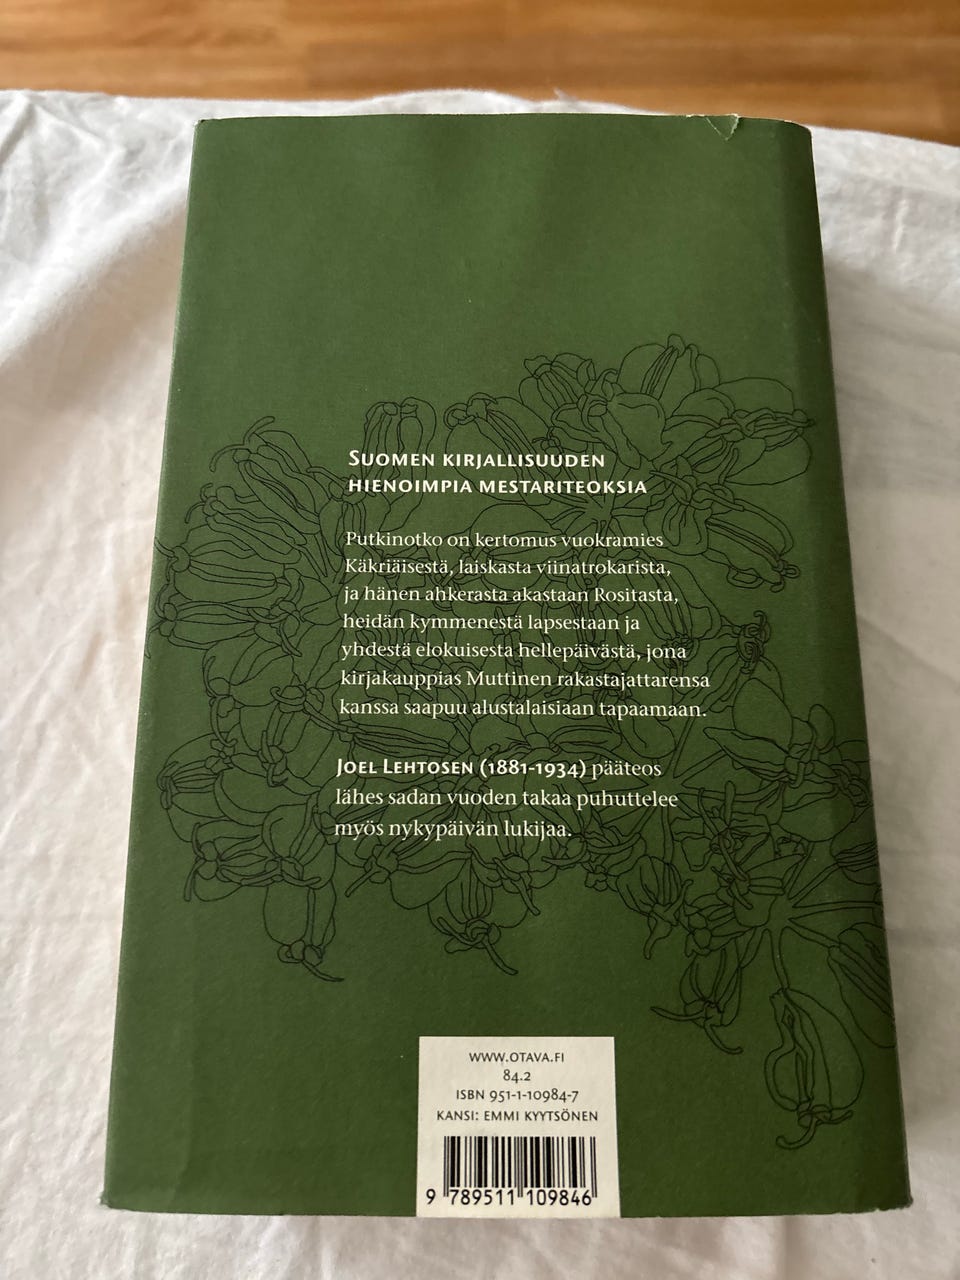 SUOMEN KIRJALLISUUDEN
HIENOIMPIA MESTARITEOKSIA
Putkinotko on kertomus vuokramies
Käkriäisestä, laiskasta viinatrokarista,
ja hänen ahkerasta akastaan Rositasta,
heidän kymmenestä lapsestaan ja
yhdestä elokuisesta hellepäivästä, jona
kirjakauppias Muttinen rakastajattarensa
kanssa saapuu alustalaisiaan tapaamaan.
JOEL LEHTOSEN (1881-1934) pääteos
lähes sadan vuoden takaa puhuttelee
myös nykypäivän lukijaa.
WWW.OTAVA.FI
84.2
ISBN 951-1-10984-7
KANSI: EMMI KYYTSÖNEN
9 789511 109846